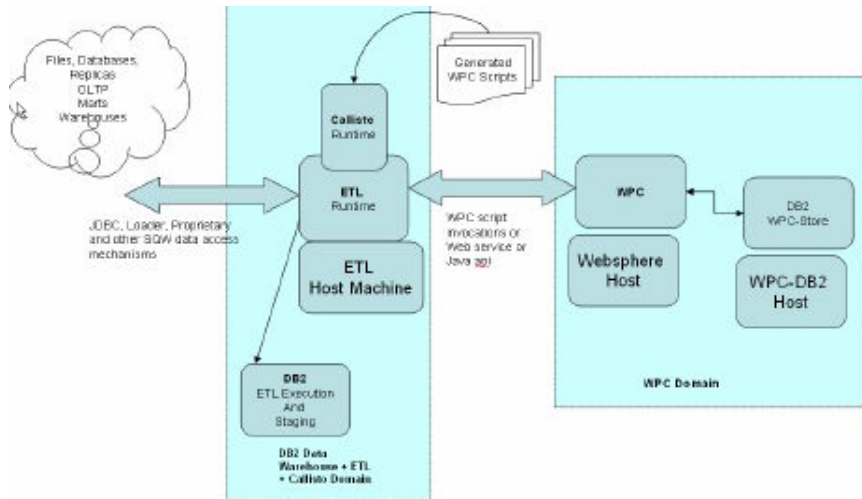 Files, Databases,
Replicas
OLTP
Marts
Warehouses
Generated
WPC Scripts
Callisto
Runtime
ETL
Runtime
WPC
DB2
WPC-Store
JDBC, Loader, Proprietary
and other SQW data access
mechanisms
WPC script
invocations or
Web service or
Java api
ETL
Host Machine
Websphere
Host
WPC-DB2
Host
DB2
ETL Execution
And
Staging
WPC Domain
DB2 Data
Warehouse + ETL
+ Callisto Domain